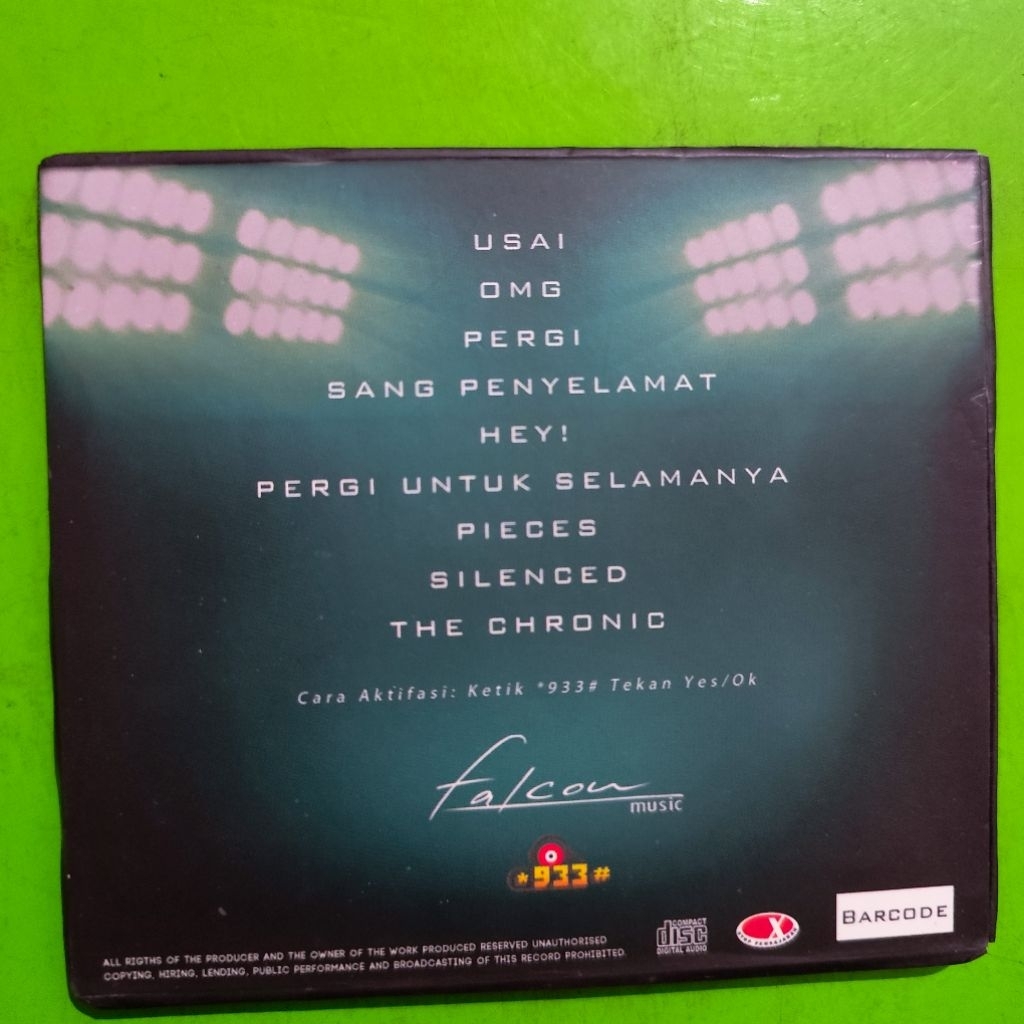 USAI
OMG
PERGI
SANG PENYELAMAT
HEY!
PERGI UNTUK SELAMANYA
PIECES
SILENCED
THE CHRONIC
Cara Aktifasi: Ketik *933# Tekan Yes/Ok
falcon
music
*933#
ALL RIGTHS OF THE PRODUCER AND THE OWNER OF THE WORK PRODUCED RESERVED UNAUTHORISED
COPYING, HIRING, LENDING, PUBLIC PERFORMANCE AND BROADCASTING OF THIS RECORD PROHIBITED.
COMPACT
disc
DIGITAL AUDIO
X
STOP PEMBAJAKAN
BARCODE